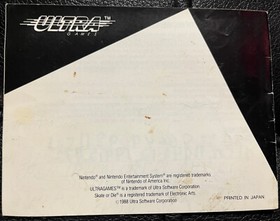 ULTRA™
GAMES
Nintendo® and Nintendo Entertainment System® are registered trademarks
of Nintendo of America Inc.
ULTRAGAMES™ is a trademark of Ultra Software Corporation.
Skate or Die® is a registered trademark of Electronic Arts.
© 1988 Ultra Software Corporation
PRINTED IN JAPAN